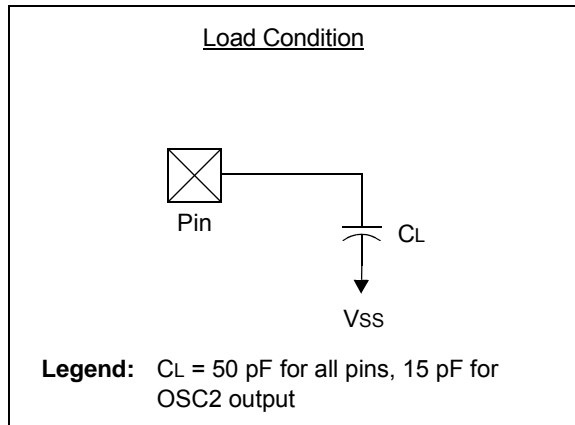 Load Condition
Pin
CL
VSS
Legend: CL = 50 pF for all pins, 15 pF for
OSC2 output